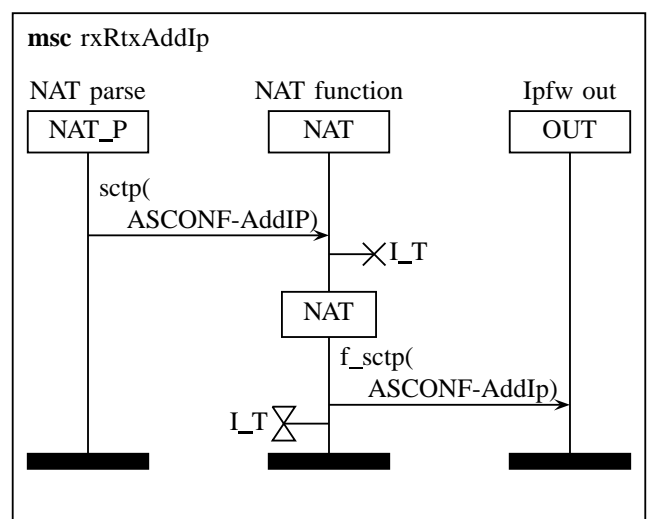 msc rxRtxAddIp
NAT parse NAT function Ipfw out
NAT_P NAT OUT
sctp(
ASCONF-AddIP)
I_T
NAT
f_sctp(
ASCONF-AddIp)
I_T